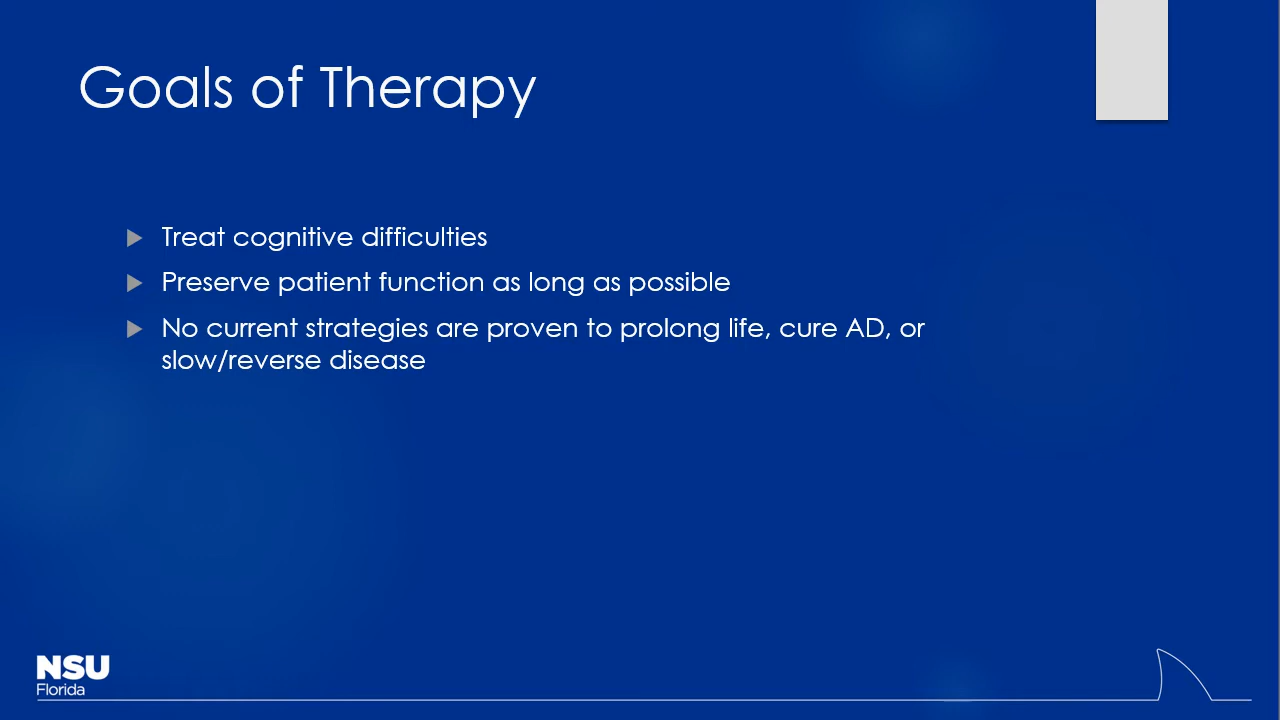 Goals of Therapy
Treat cognitive difficulties
Preserve patient function as long as possible
No current strategies are proven to prolong life, cure AD, or
slow/reverse disease
NSU
Florida